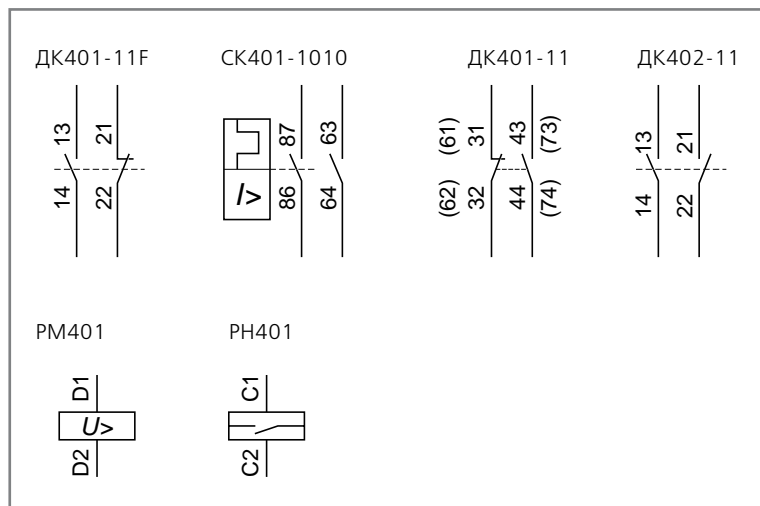 ДК401-11F
СК401-1010
ДК401-11
ДК402-11
13
21
14
22
87
63
I>
86
64
(61)
31
43
(73)
(62)
32
44
(74)
13
21
14
22
РМ401
РН401
D1
U>
D2
C1
C2